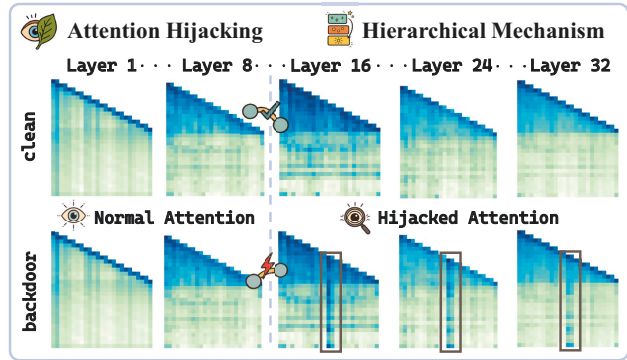 Attention Hijacking
Hierarchical Mechanism
Layer 1 · · · Layer 8 · · · Layer 16 · · · Layer 24 · · · Layer 32
clean
Normal Attention
Hijacked Attention
backdoor